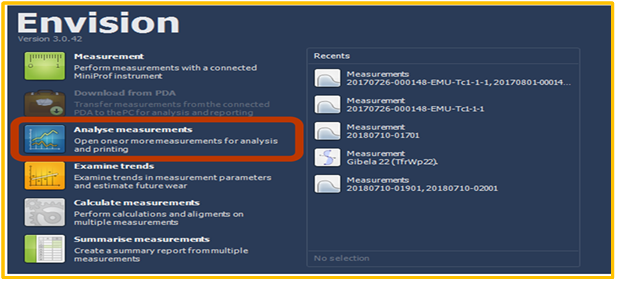 Envision
Version 3.0.42
Measurement
Perform measurements with a connected
MiniProf instrument
Download from PDA
Transfer measurements from the connected
PDA to the PC for analysis and reporting
Analyse measurements
Open one or more measurements for analysis
and printing
Examine trends
Examine trends in measurement parameters
and estimate future wear
Calculate measurements
Perform calculations and aligments on
multiple measurements
Summarise measurements
Create a summary report from multiple
measurements
Recents
Measurements
20170726-000148-EMU-Tc1-1-1, 20170801-00014...
Measurements
20170726-000148-EMU-Tc1-1-1
Measurements
20180710-01701
Measurement
Gibela 22 (TfrWp22).
Measurements
20180710-01901, 20180710-02001
No selection